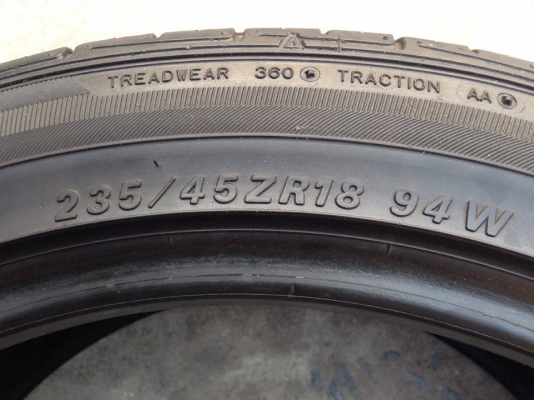 TREADWEAR 360 TRACTION AA
235/45ZR18 94W